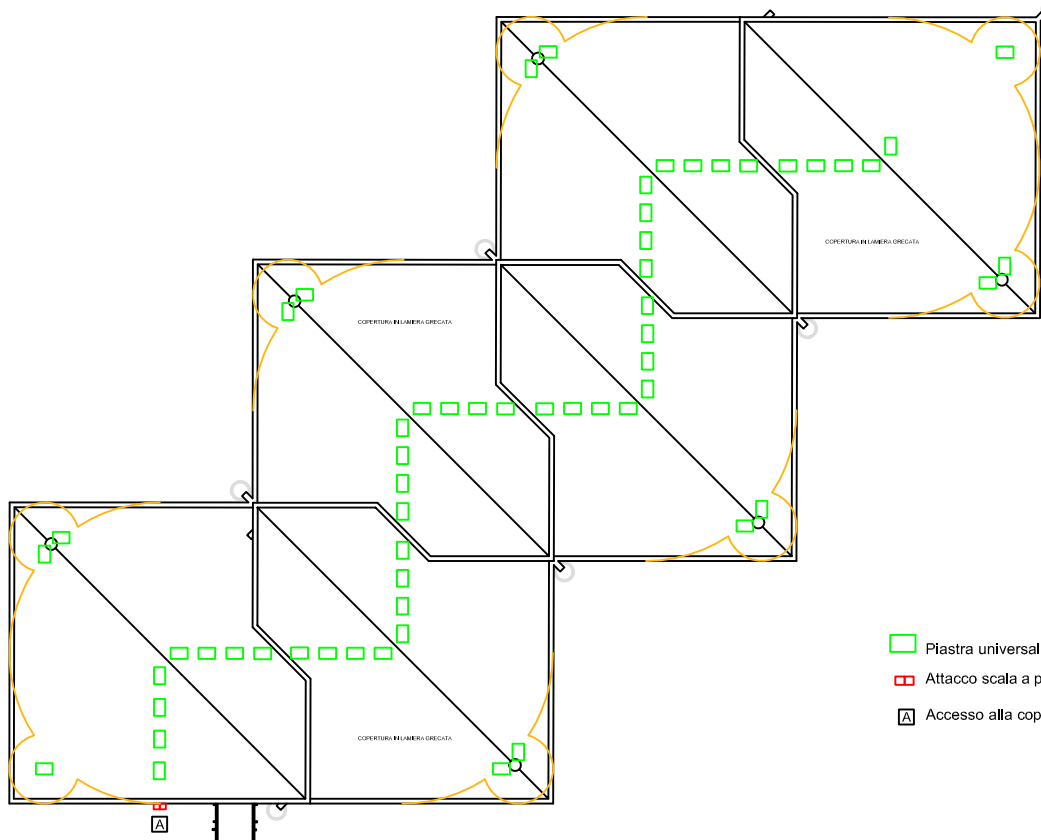 COPERTURA IN LAMIERA GRECATA
COPERTURA IN LAMIERA GRECATA
Piastra universal
Attacco scala a p
A Accesso alla cop
COPERTURA IN LAMIERA GRECATA
A